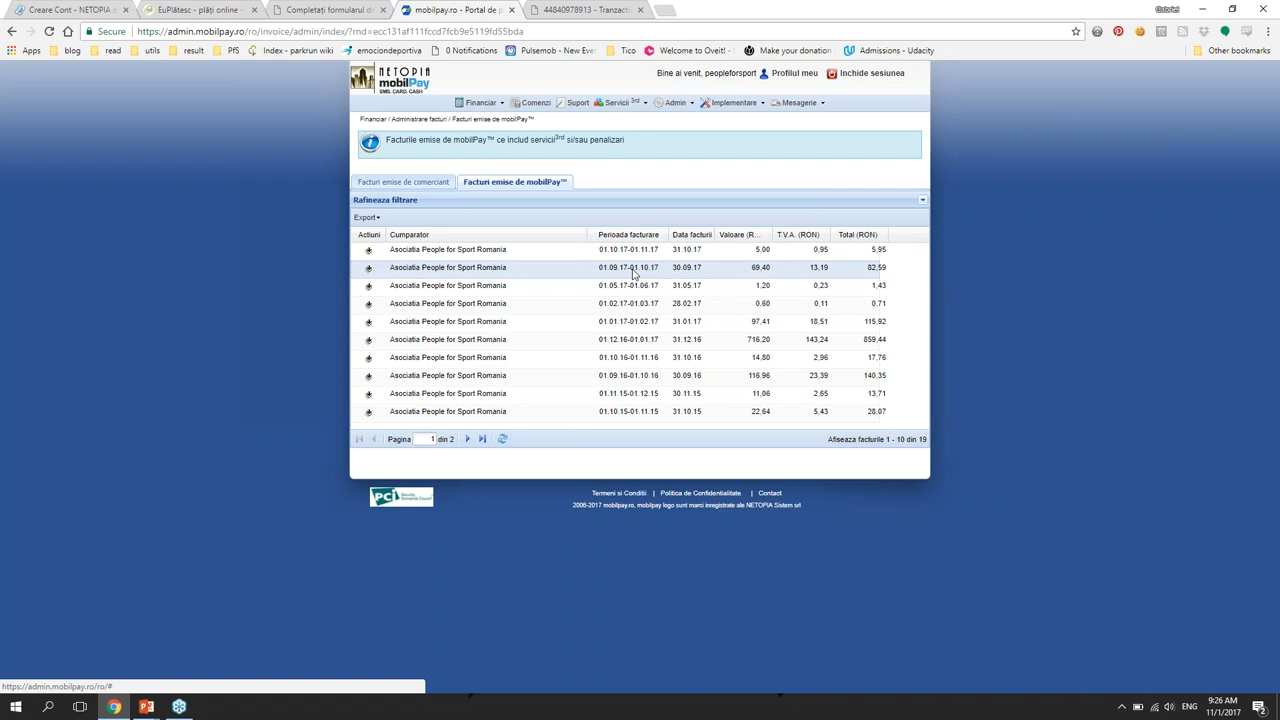 Creare Cont - NETOPIA m
EuPlătesc - plăți online -
Completați formularul d
mobilpay.ro - Portal de p
44840978913 - Tranzacti
Gabriel
Secure
https://admin.mobilpay.ro/ro/invoice/admin/index/?rnd=ecc131af111fccd7fcb9e5119fd55bda
Apps
blog
read
utils
result
PfS
Index - parkrun wiki
emociondeportiva
0 Notifications
Pulsemob - New Eve
Tico
Welcome to Oveit!
Make your donation
Admissions - Udacity
Other bookmarks
NETOPIA
mobilPay
SMS. CARD. CASH
Bine ai venit, peopleforsport
Profilul meu
Inchide sesiunea
Financiar
Comenzi
Suport
Servicii 3rd
Admin
Implementare
Mesagerie
Financiar / Administrare facturi / Facturi emise de mobilPay™
Facturile emise de mobilPay™ ce includ servicii3rd si/sau penalizari
Facturi emise de comerciant
Facturi emise de mobilPay™
Rafineaza filtrare
Export
Actiuni Comparator Perioada facturare Data facturii Valoare (R... T.V.A. (RON) Total (RON)
Asociatia People for Sport Romania 01.10.17-01.11.17 31.10.17 5,00 0,95 5,95
Asociatia People for Sport Romania 01.09.17-01.10.17 30.09.17 69,40 13,19 82,59
Asociatia People for Sport Romania 01.05.17-01.06.17 31.05.17 1,20 0,23 1,43
Asociatia People for Sport Romania 01.02.17-01.03.17 28.02.17 0,60 0,11 0,71
Asociatia People for Sport Romania 01.01.17-01.02.17 31.01.17 97,41 18,51 115,92
Asociatia People for Sport Romania 01.12.16-01.01.17 31.12.16 716,20 143,24 859,44
Asociatia People for Sport Romania 01.10.16-01.11.16 31.10.16 14,80 2,96 17,76
Asociatia People for Sport Romania 01.09.16-01.10.16 30.09.16 116,96 23,39 140,35
Asociatia People for Sport Romania 01.11.15-01.12.15 30.11.15 11,06 2,65 13,71
Asociatia People for Sport Romania 01.10.15-01.11.15 31.10.15 22,64 5,43 28,07
Pagina 1 din 2
Afiseaza facturile 1 - 10 din 19
PCI
Termeni si Conditii | Politica de Confidentialitate | Contact
2006-2017 mobilpay.ro, mobilpay logo sunt marci inregistrate ale NETOPIA Sistem srl
https://admin.mobilpay.ro/ro/#
ENG
9:26 AM
11/1/2017